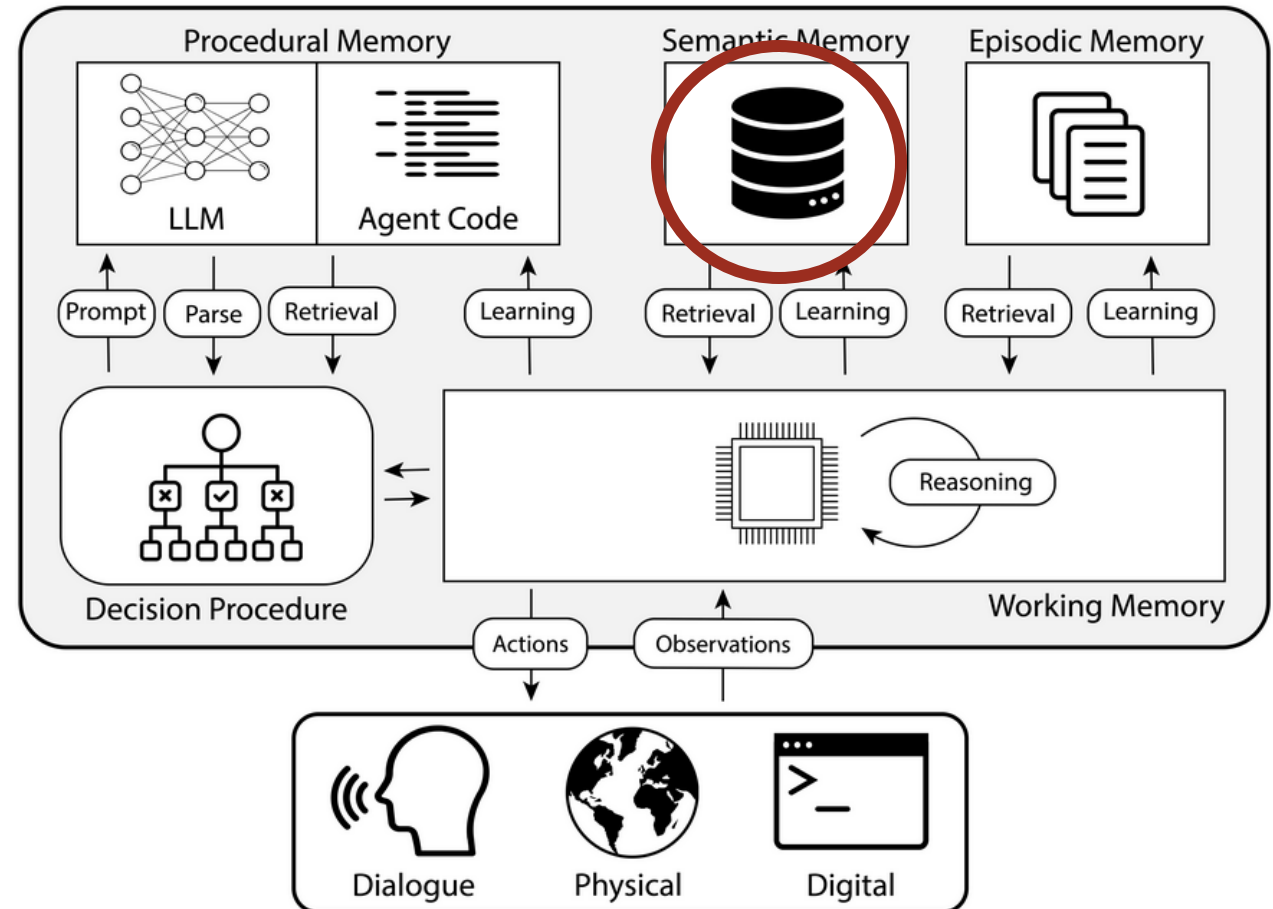 Procedural Memory
Semantic Memory
Episodic Memory
LLM
Agent Code
Prompt
Parse
Retrieval
Learning
Retrieval
Learning
Retrieval
Learning
Reasoning
Decision Procedure
Working Memory
Actions
Observations
>_
Dialogue
Physical
Digital